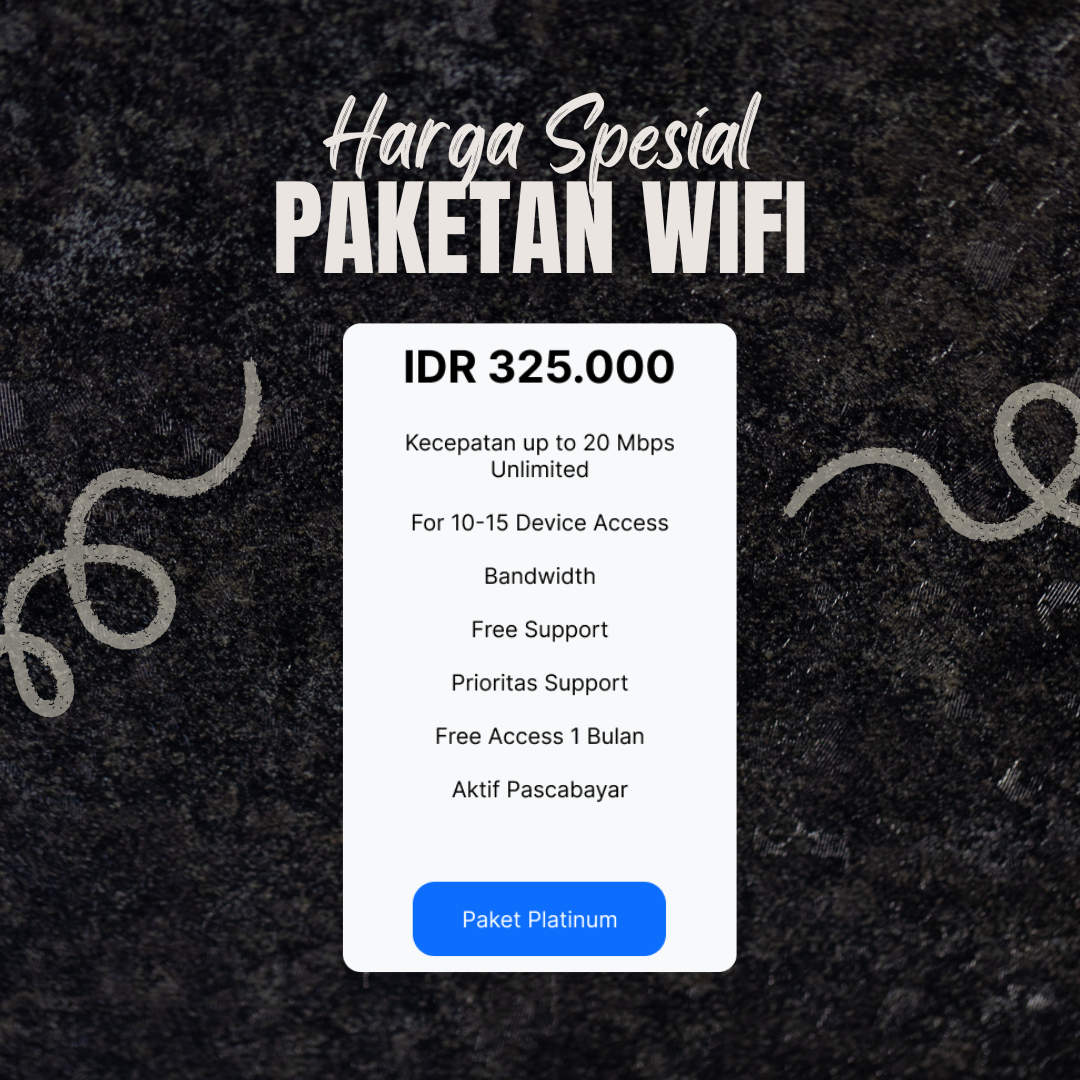 Harga Spesial
PAKETAN WIFI
IDR 325.000
Kecepatan up to 20 Mbps
Unlimited
For 10-15 Device Access
Bandwidth
Free Support
Prioritas Support
Free Access 1 Bulan
Aktif Pascabayar
Paket Platinum